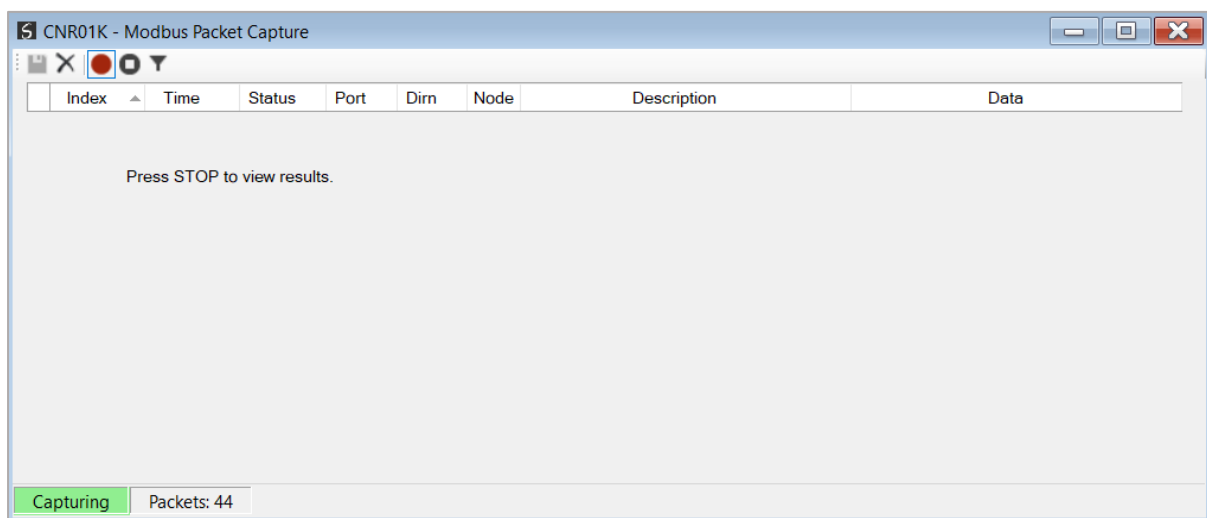 CNR01K - Modbus Packet Capture
Index Time Status Port Dirn Node Description Data
Press STOP to view results.
Capturing Packets: 44